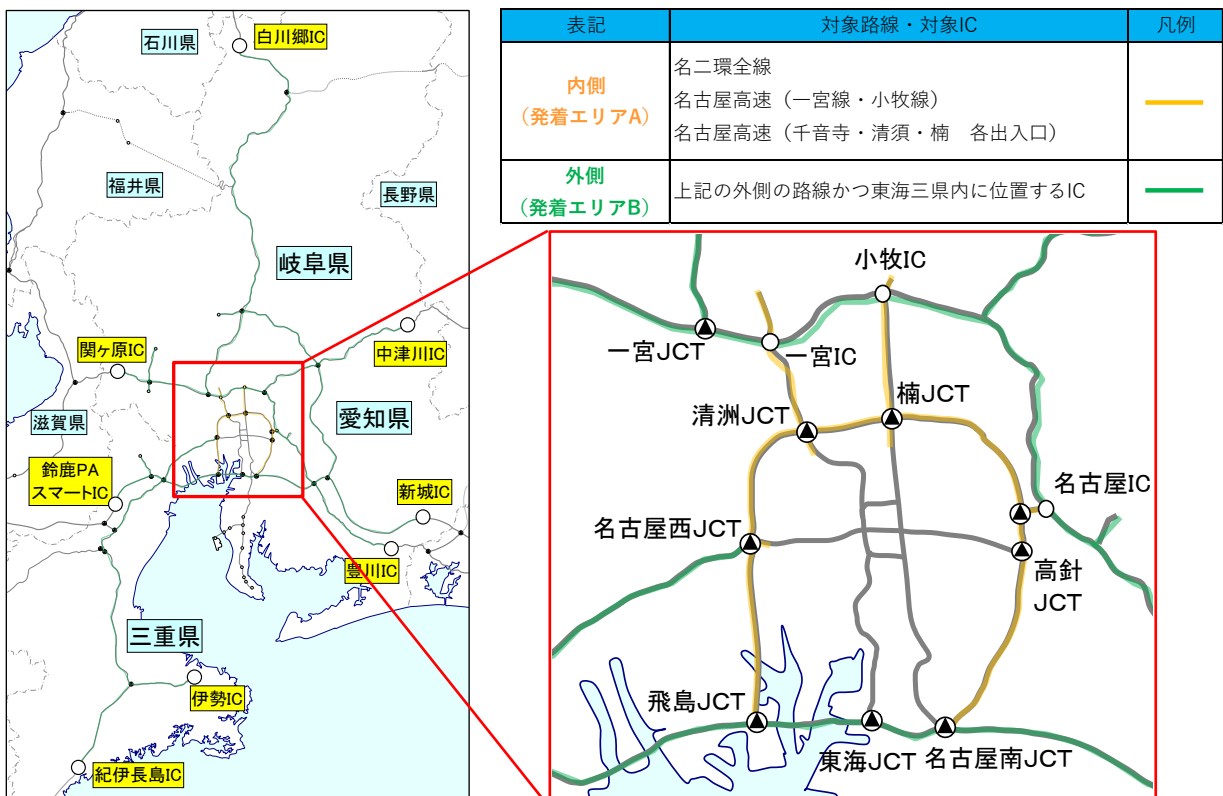 石川県
白川郷IC
福井県
長野県
岐阜県
関ヶ原IC
中津川IC
滋賀県
愛知県
鈴鹿PA
スマートIC
新城IC
豊川IC
三重県
伊勢IC
紀伊長島IC
表記
対象路線・対象IC
凡例
内側
(発着エリアA)
名二環全線
名古屋高速（一宮線・小牧線）
名古屋高速（千音寺・清須・楠　各出入口）
外側
(発着エリアB)
上記の外側の路線かつ東海三県内に位置するIC
小牧IC
一宮JCT
一宮IC
楠JCT
清洲JCT
名古屋IC
名古屋西JCT
高針
JCT
飛島JCT
東海JCT
名古屋南JCT